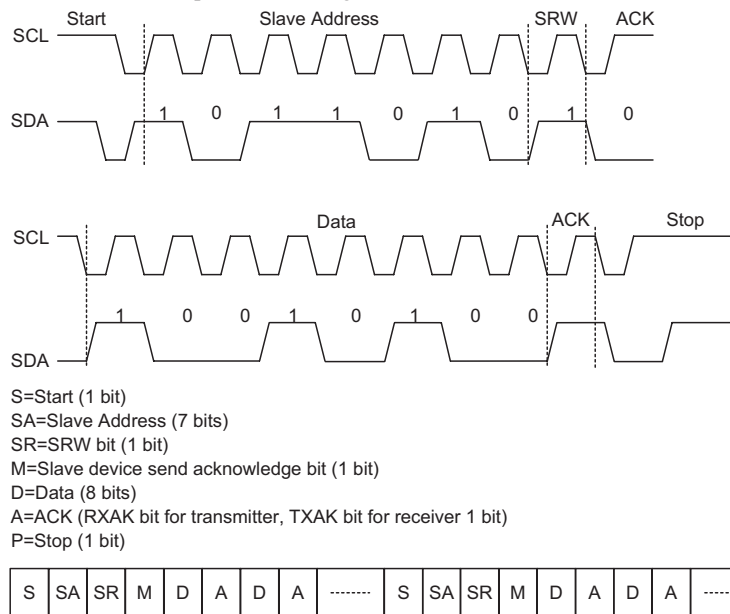 Start Slave Address SRW ACK
SCL
SDA 1 0 1 1 0 1 0 1 0
Data ACK Stop
SCL
1 0 0 1 0 1 0 0
SDA
S=Start (1 bit)
SA=Slave Address (7 bits)
SR=SRW bit (1 bit)
M=Slave device send acknowledge bit (1 bit)
D=Data (8 bits)
A=ACK (RXAK bit for transmitter, TXAK bit for receiver 1 bit)
P=Stop (1 bit)
S SA SR M D A D A ........ S SA SR M D A D A .....